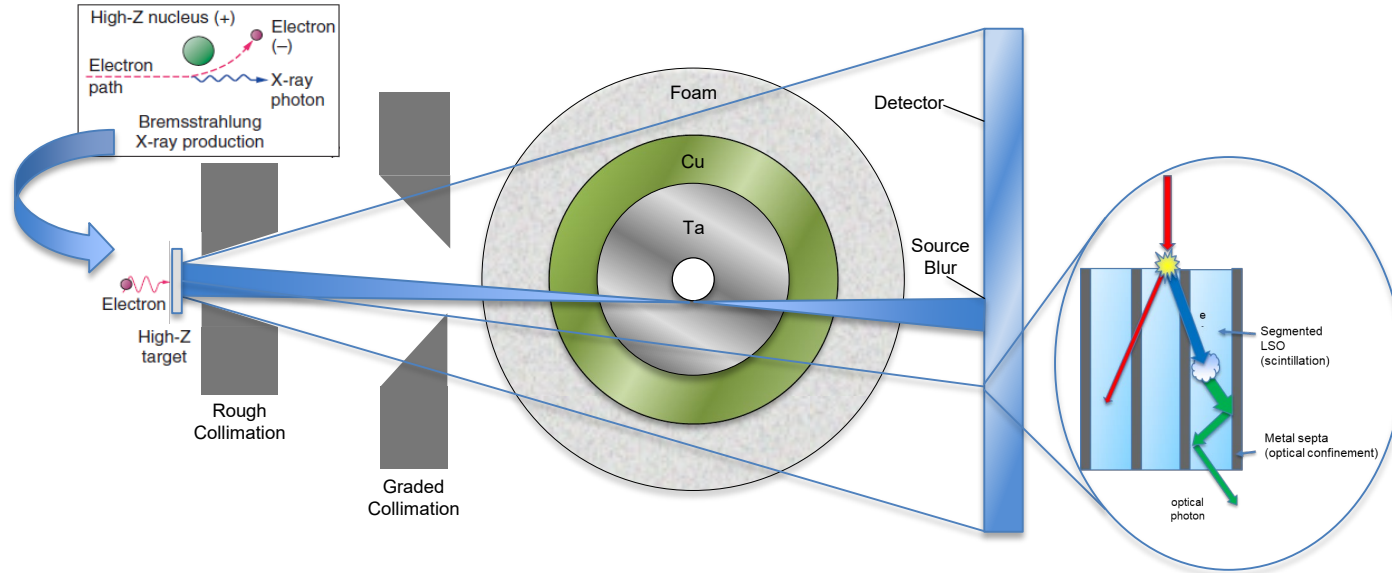 High-Z nucleus (+)
Electron
(–)
Electron
path
X-ray
photon
Bremsstrahlung
X-ray production
Electron
High-Z
target
Rough
Collimation
Graded
Collimation
Foam
Cu
Ta
Detector
Source
Blur
e
-
Segmented
LSO
(scintillation)
Metal septa
(optical confinement)
optical
photon